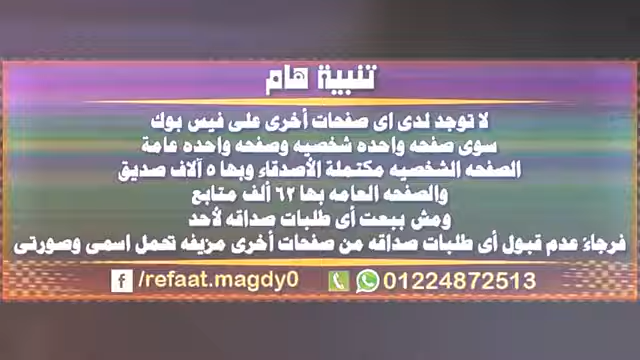 تنبية هام
لا توجد لدى اى صفحات أخرى على فيس بوك
سوى صفحه واحده شخصيه وصفحه واحده عامة
الصفحه الشخصيه مكتملة الأصدقاء وبها ٥ آلاف صديق
والصفحه العامه بها ٦٢ ألف متابع
ومش ببعت أى طلبات صداقه لأحد
فرجاءً عدم قبول أى طلبات صداقه من صفحات أخرى مزيفه تحمل اسمى وصورتى
/refaat.magdy0 01224872513